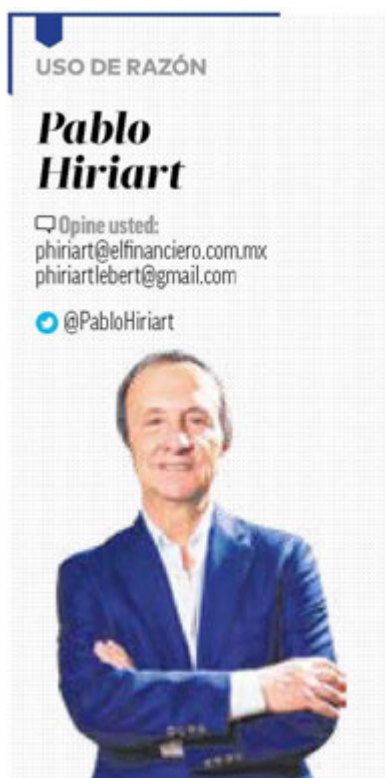 USO DE RAZÓN
Pablo
Hiriart
Opine usted:
phiriart@elfinanciero.com.mx
phiriartlebert@gmail.com
@PabloHiriart